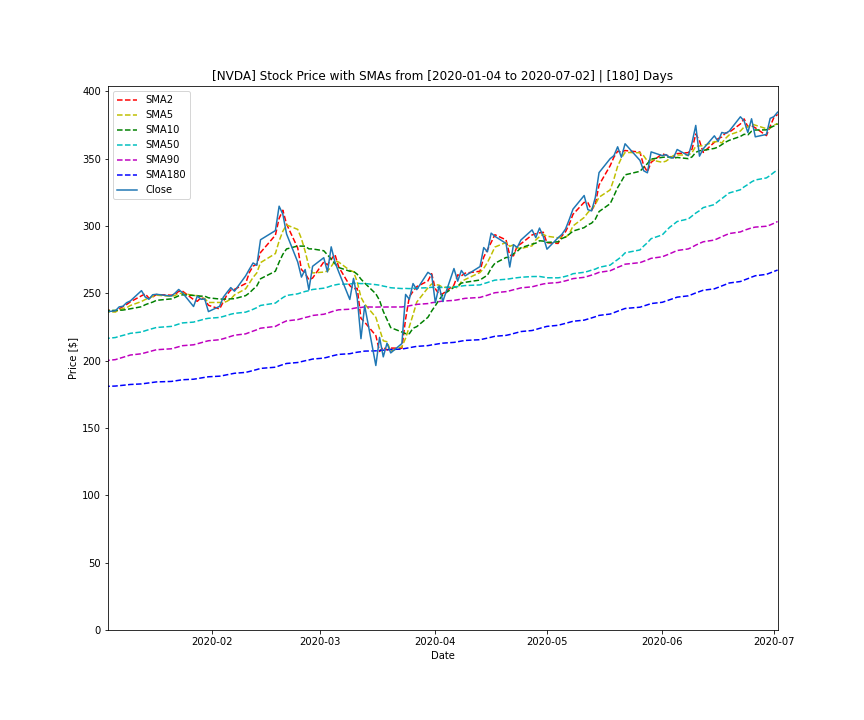 [NVDA] Stock Price with SMAs from [2020-01-04 to 2020-07-02] | [180] Days
SMA2
SMA5
SMA10
SMA50
SMA90
SMA180
Close
400
350
300
250
200
150
100
50
0
Price [$]
2020-02
2020-03
2020-04
2020-05
2020-06
2020-07
Date